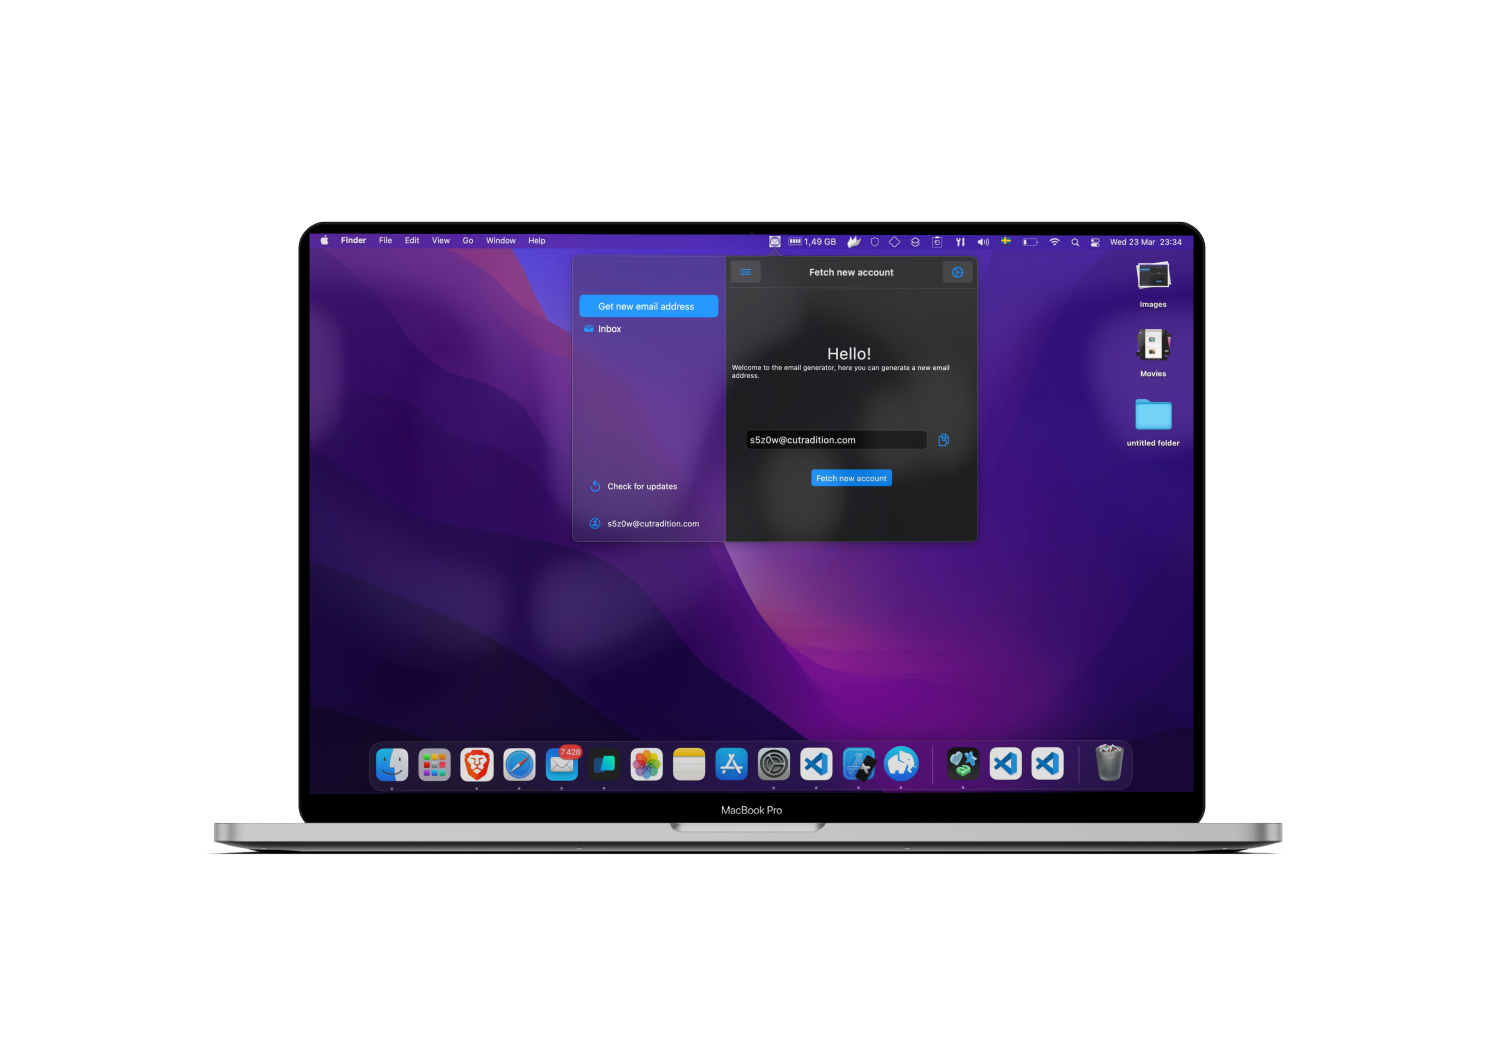 Finder File Edit View Go Window Help 1,49 GB Wed 23 Mar 23:34
Fetch new account
Get new email address
Inbox
Hello!
Welcome to the email generator, here you can generate a new email
address.
s5z0w@cutradition.com
Fetch new account
Check for updates
s5z0w@cutradition.com
Images
Movies
untitled folder
7 428
MacBook Pro